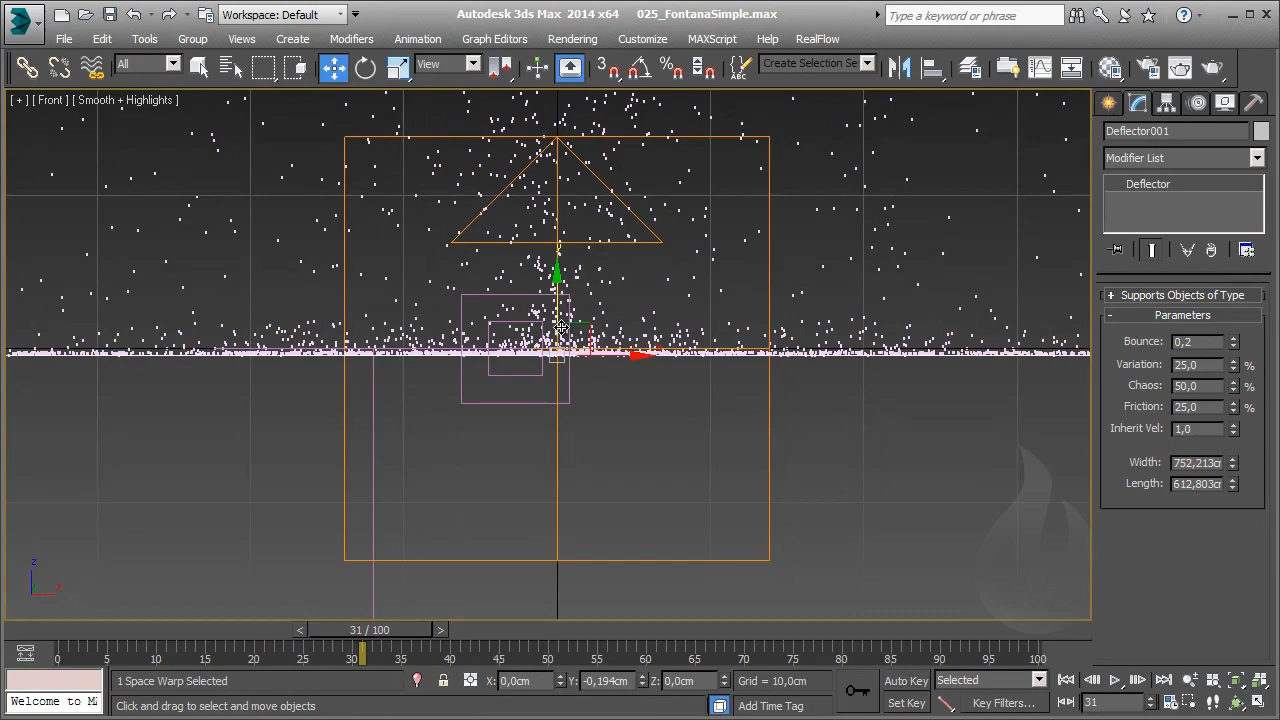 Autodesk 3ds Max 2014 x64 025_FontanaSimple.max
Workspace: Default
Type a keyword or phrase
File Edit Tools Group Views Create Modifiers Animation Graph Editors Rendering Customize MAXScript Help RealFlow
All
View
Create Selection Se
[ + ] [ Front ] [ Smooth + Highlights ]
Deflector001
Modifier List
Deflector
+ Supports Objects of Type
- Parameters
Bounce: 0,2
Variation: 25,0 %
Chaos: 50,0 %
Friction: 25,0 %
Inherit Vel: 1,0
Width: 752,213cm
Length: 612,803cm
z
x
< 31 / 100 >
0 5 10 15 20 25 30 35 40 45 50 55 60 65 70 75 80 85 90 95 100
1 Space Warp Selected
X: 0,0cm Y: -0,194cm Z: 0,0cm Grid = 10,0cm
Auto Key Selected
Welcome to MA
Click and drag to select and move objects
Add Time Tag
Set Key Key Filters... 31